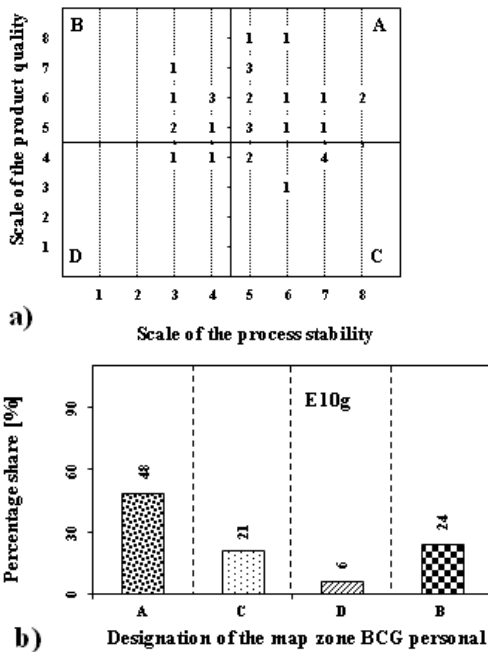 B A
8 1 1
7 1 3
6 1 3 2 1 1 2
5 2 1 3 1 1
4 1 1 2 4
3 1
2
1
D C
1 2 3 4 5 6 7 8
Scale of the product quality
a)
Scale of the process stability
E10g
Percentage share [%]
90
60
30
0
48 21 6 24
A C D B
b) Designation of the map zone BCG personal